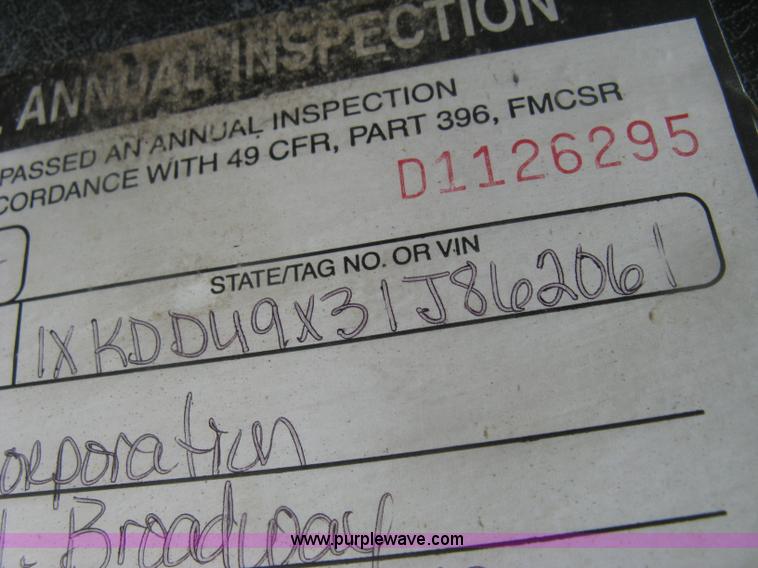 ANNUAL INSPECTION
PASSED AN ANNUAL INSPECTION
CORDANCE WITH 49 CFR, PART 396, FMCSR
D1126295
STATE/TAG NO. OR VIN
1XKDDU9X31J862061
orporation
. Broadway
www.purplewave.com